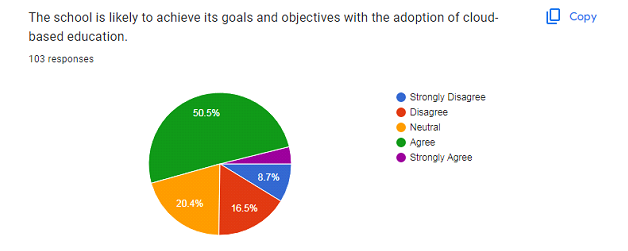 The school is likely to achieve its goals and objectives with the adoption of cloud-
based education.
Copy
103 responses
50.5%
20.4%
16.5%
8.7%
Strongly Disagree
Disagree
Neutral
Agree
Strongly Agree